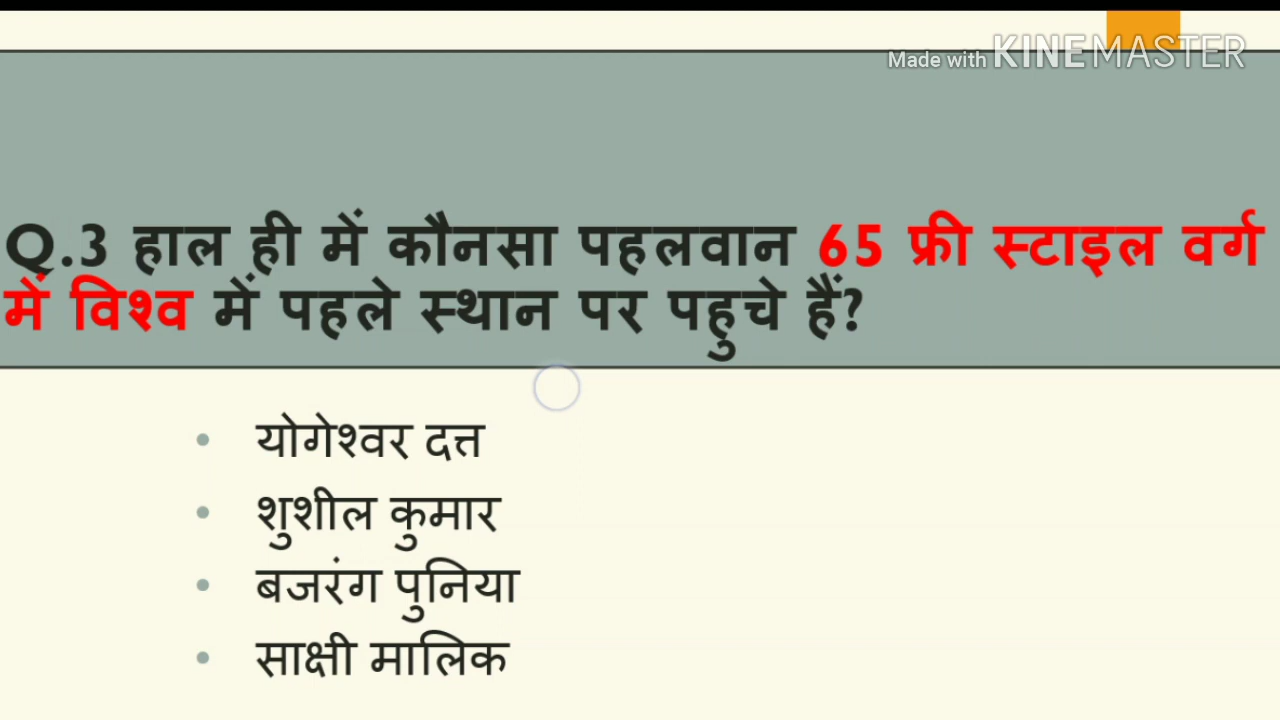 Made with KINEMASTER
Q.3 हाल ही में कौनसा पहलवान 65 फ्री स्टाइल वर्ग
में विश्व में पहले स्थान पर पहुचे हैं?
• योगेश्वर दत्त
• शुशील कुमार
• बजरंग पुनिया
• साक्षी मालिक